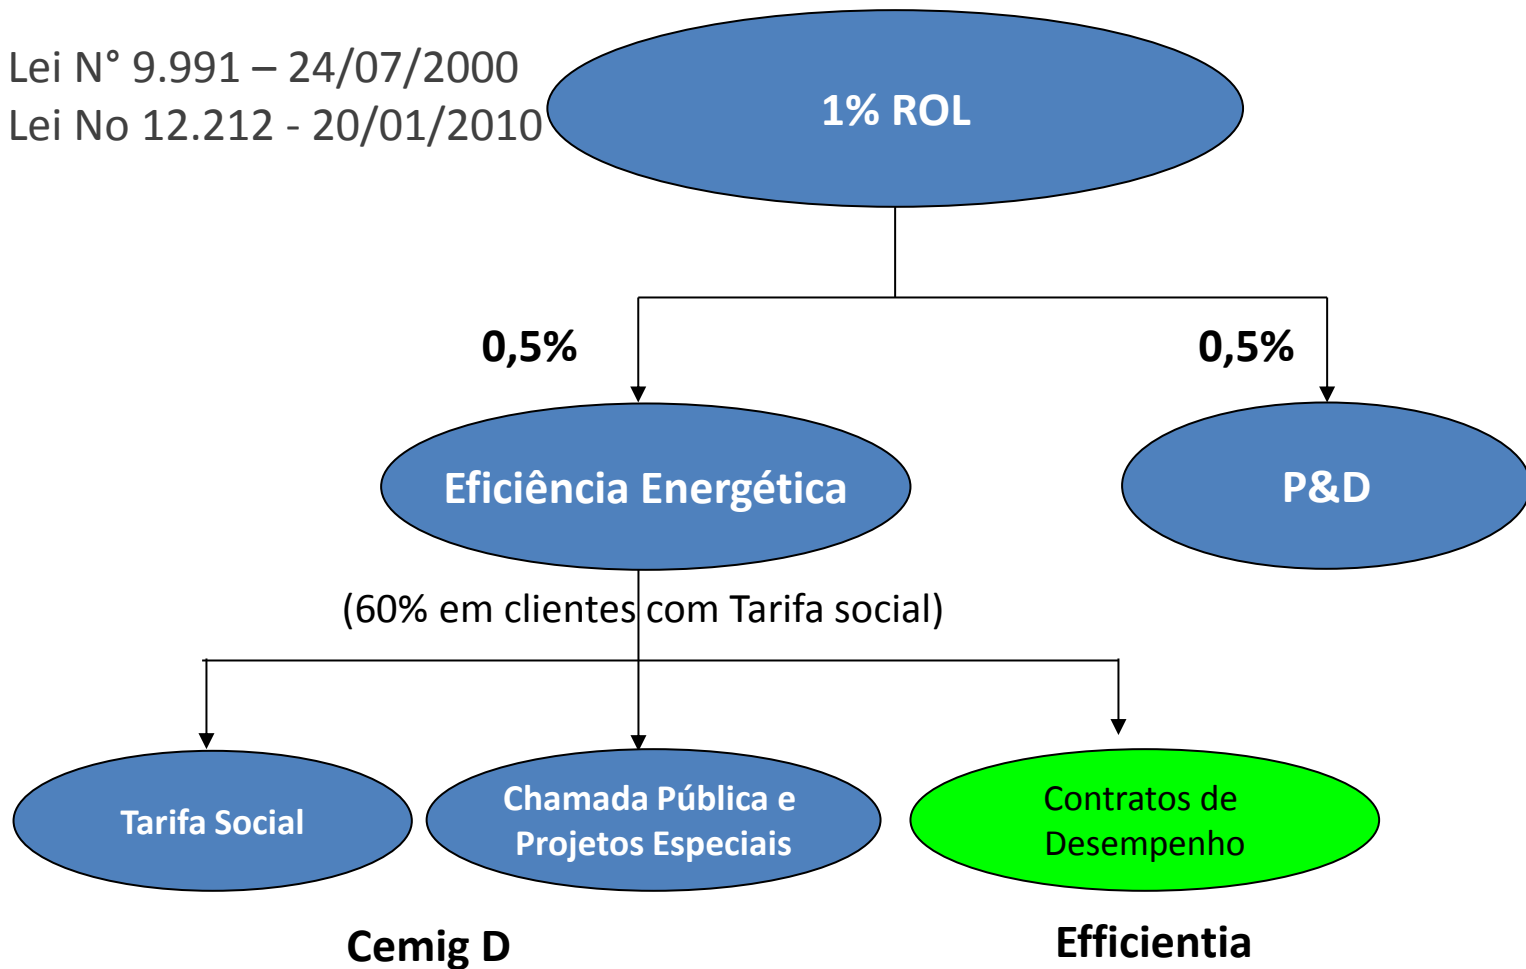 Lei N° 9.991 – 24/07/2000
Lei No 12.212 - 20/01/2010
1% ROL
0,5%
0,5%
Eficiência Energética
P&D
(60% em clientes com Tarifa social)
Tarifa Social
Chamada Pública e
Projetos Especiais
Contratos de
Desempenho
Cemig D
Efficientia